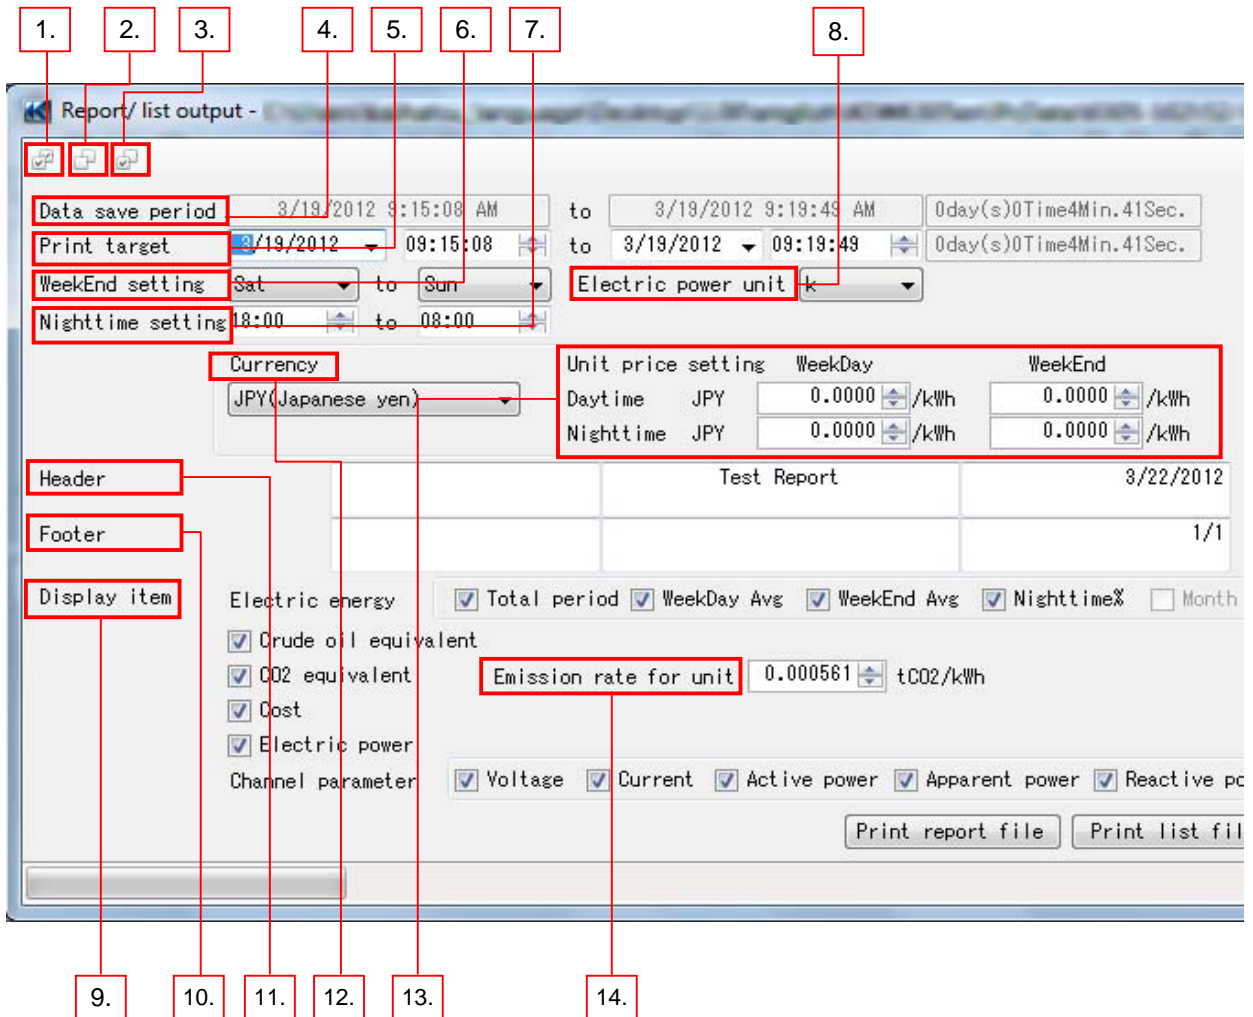 1. 2. 3. 4. 5. 6. 7. 8.
Report/ list output -
Data save period 3/19/2012 9:15:08 AM to 3/19/2012 9:19:49 AM 0day(s)0Time4Min.41Sec.
Print target 3/19/2012 09:15:08 to 3/19/2012 09:19:49 0day(s)0Time4Min.41Sec.
WeekEnd setting Sat to Sun Electric power unit k
Nighttime setting 18:00 to 08:00
Currency Unit price setting WeekDay WeekEnd
JPY(Japanese yen) Daytime JPY 0.0000 /kWh 0.0000 /kWh
Nighttime JPY 0.0000 /kWh 0.0000 /kWh
Header Test Report 3/22/2012
Footer 1/1
Display item Electric energy Total period WeekDay Avg WeekEnd Avg Nighttime% Month
Crude oil equivalent
CO2 equivalent Emission rate for unit 0.000561 tCO2/kWh
Cost
Electric power
Channel parameter Voltage Current Active power Apparent power Reactive po
Print report file Print list fil
9. 10. 11. 12. 13. 14.